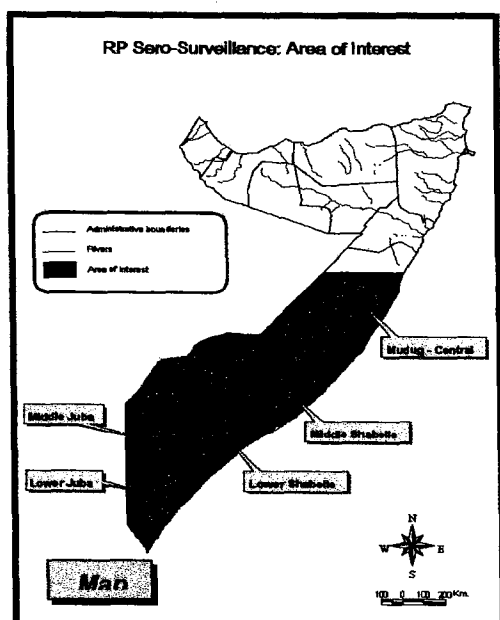 RP Sero-Surveillance: Area of Interest
Administrative boundaries
Rivers
Area of Interest
Mudug - Central
Middle Juba
Middle Shabelle
Lower Juba
Lower Shabelle
Map
N
W E
S
100 0 100 200 Km.